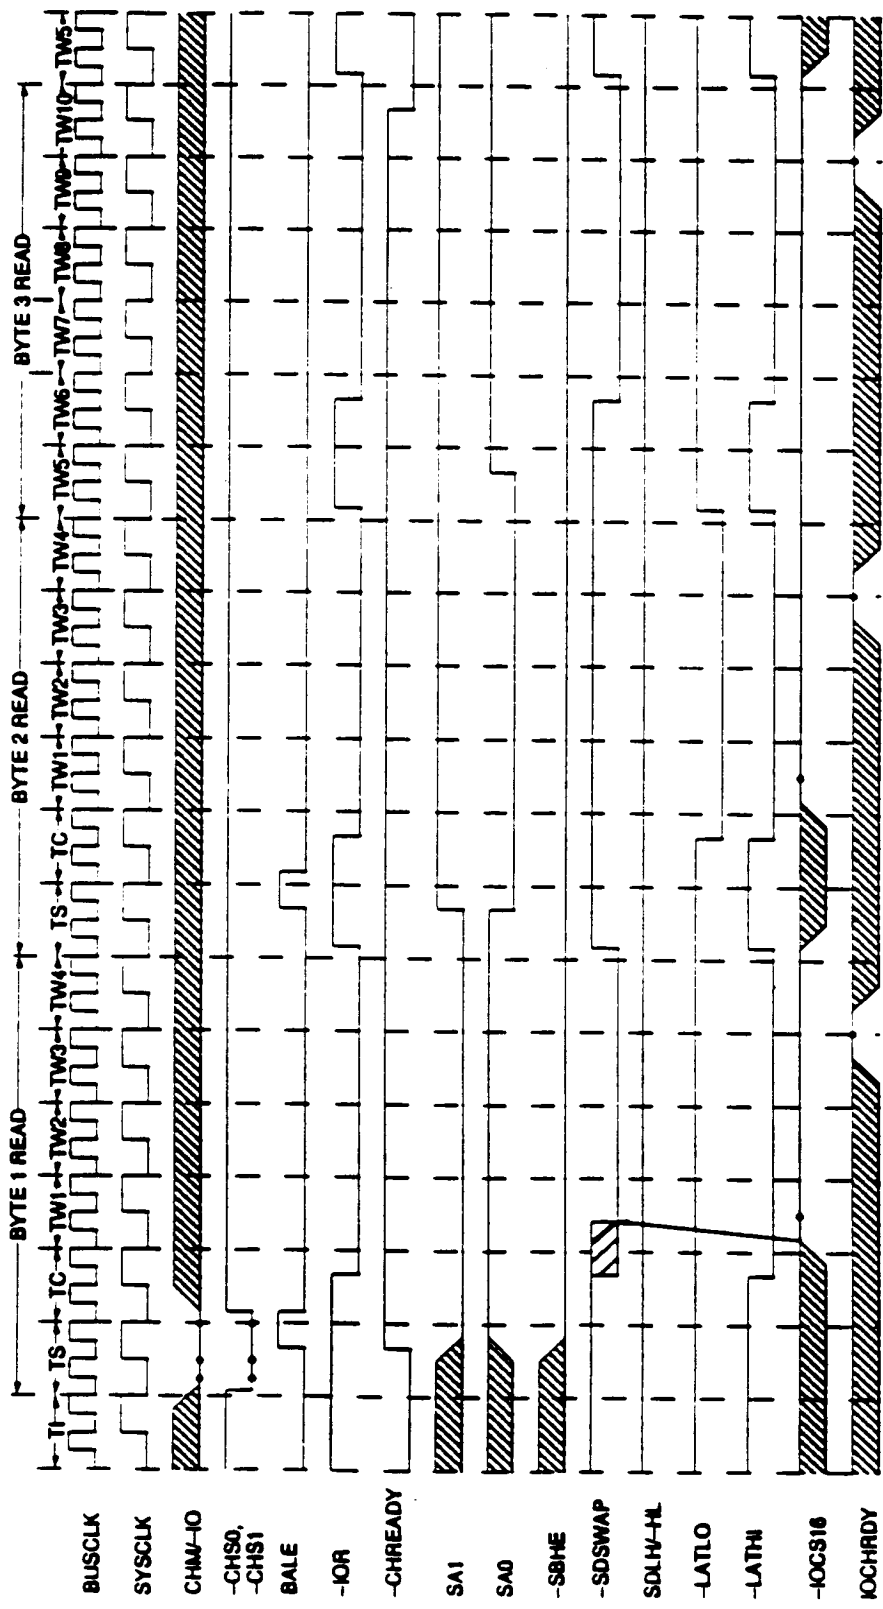 BYTE 1 READ
BYTE 2 READ
BYTE 3 READ
TI TS TC TW1 TW2 TW3 TW4 TS TC TW1 TW2 TW3 TW4 TW5 TW6 TW7 TW8 TW9 TW10 TW5
BUSCLK
SYSCLK
CHM/-IO
-CHS0,
-CHS1
BALE
-IOR
-CHREADY
SA1
SA0
-SBHE
-SDSWAP
SDLH/-HL
-LATLO
-LATHI
-IOCS16
IOCHRDY